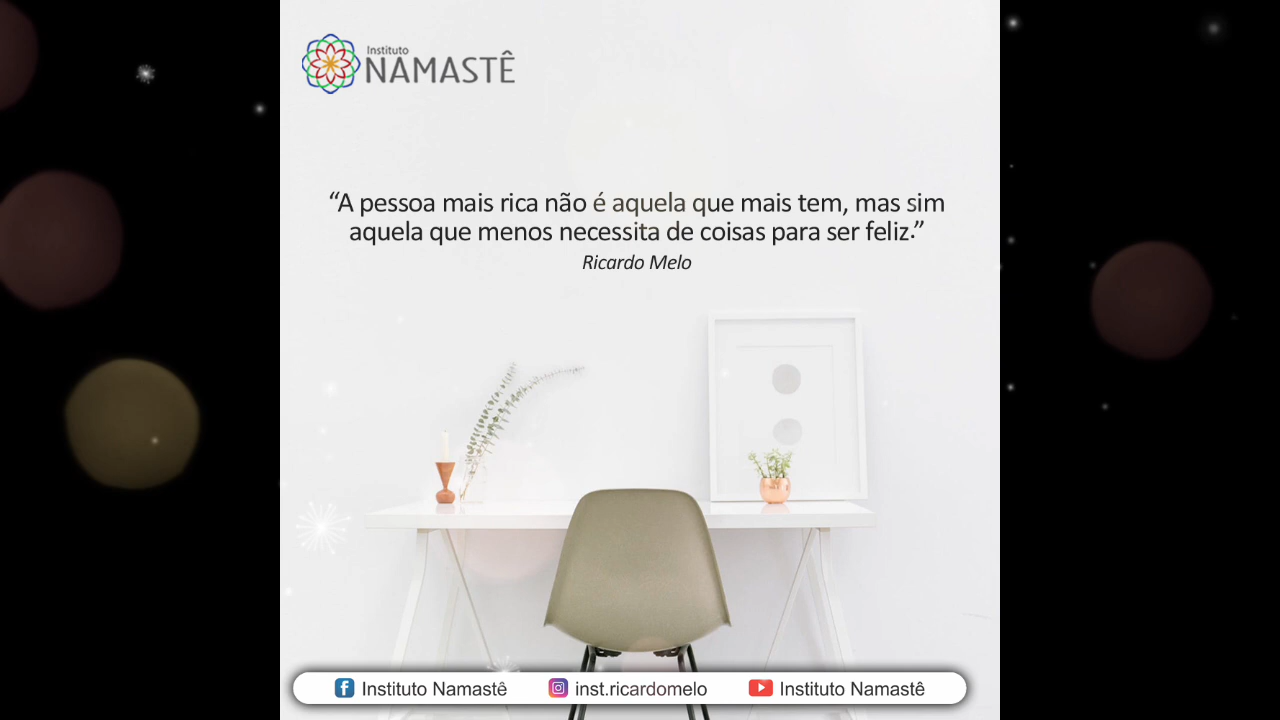 Instituto
NAMASTÊ
“A pessoa mais rica não é aquela que mais tem, mas sim
aquela que menos necessita de coisas para ser feliz.”
Ricardo Melo
Instituto Namastê inst.ricardomelo Instituto Namastê